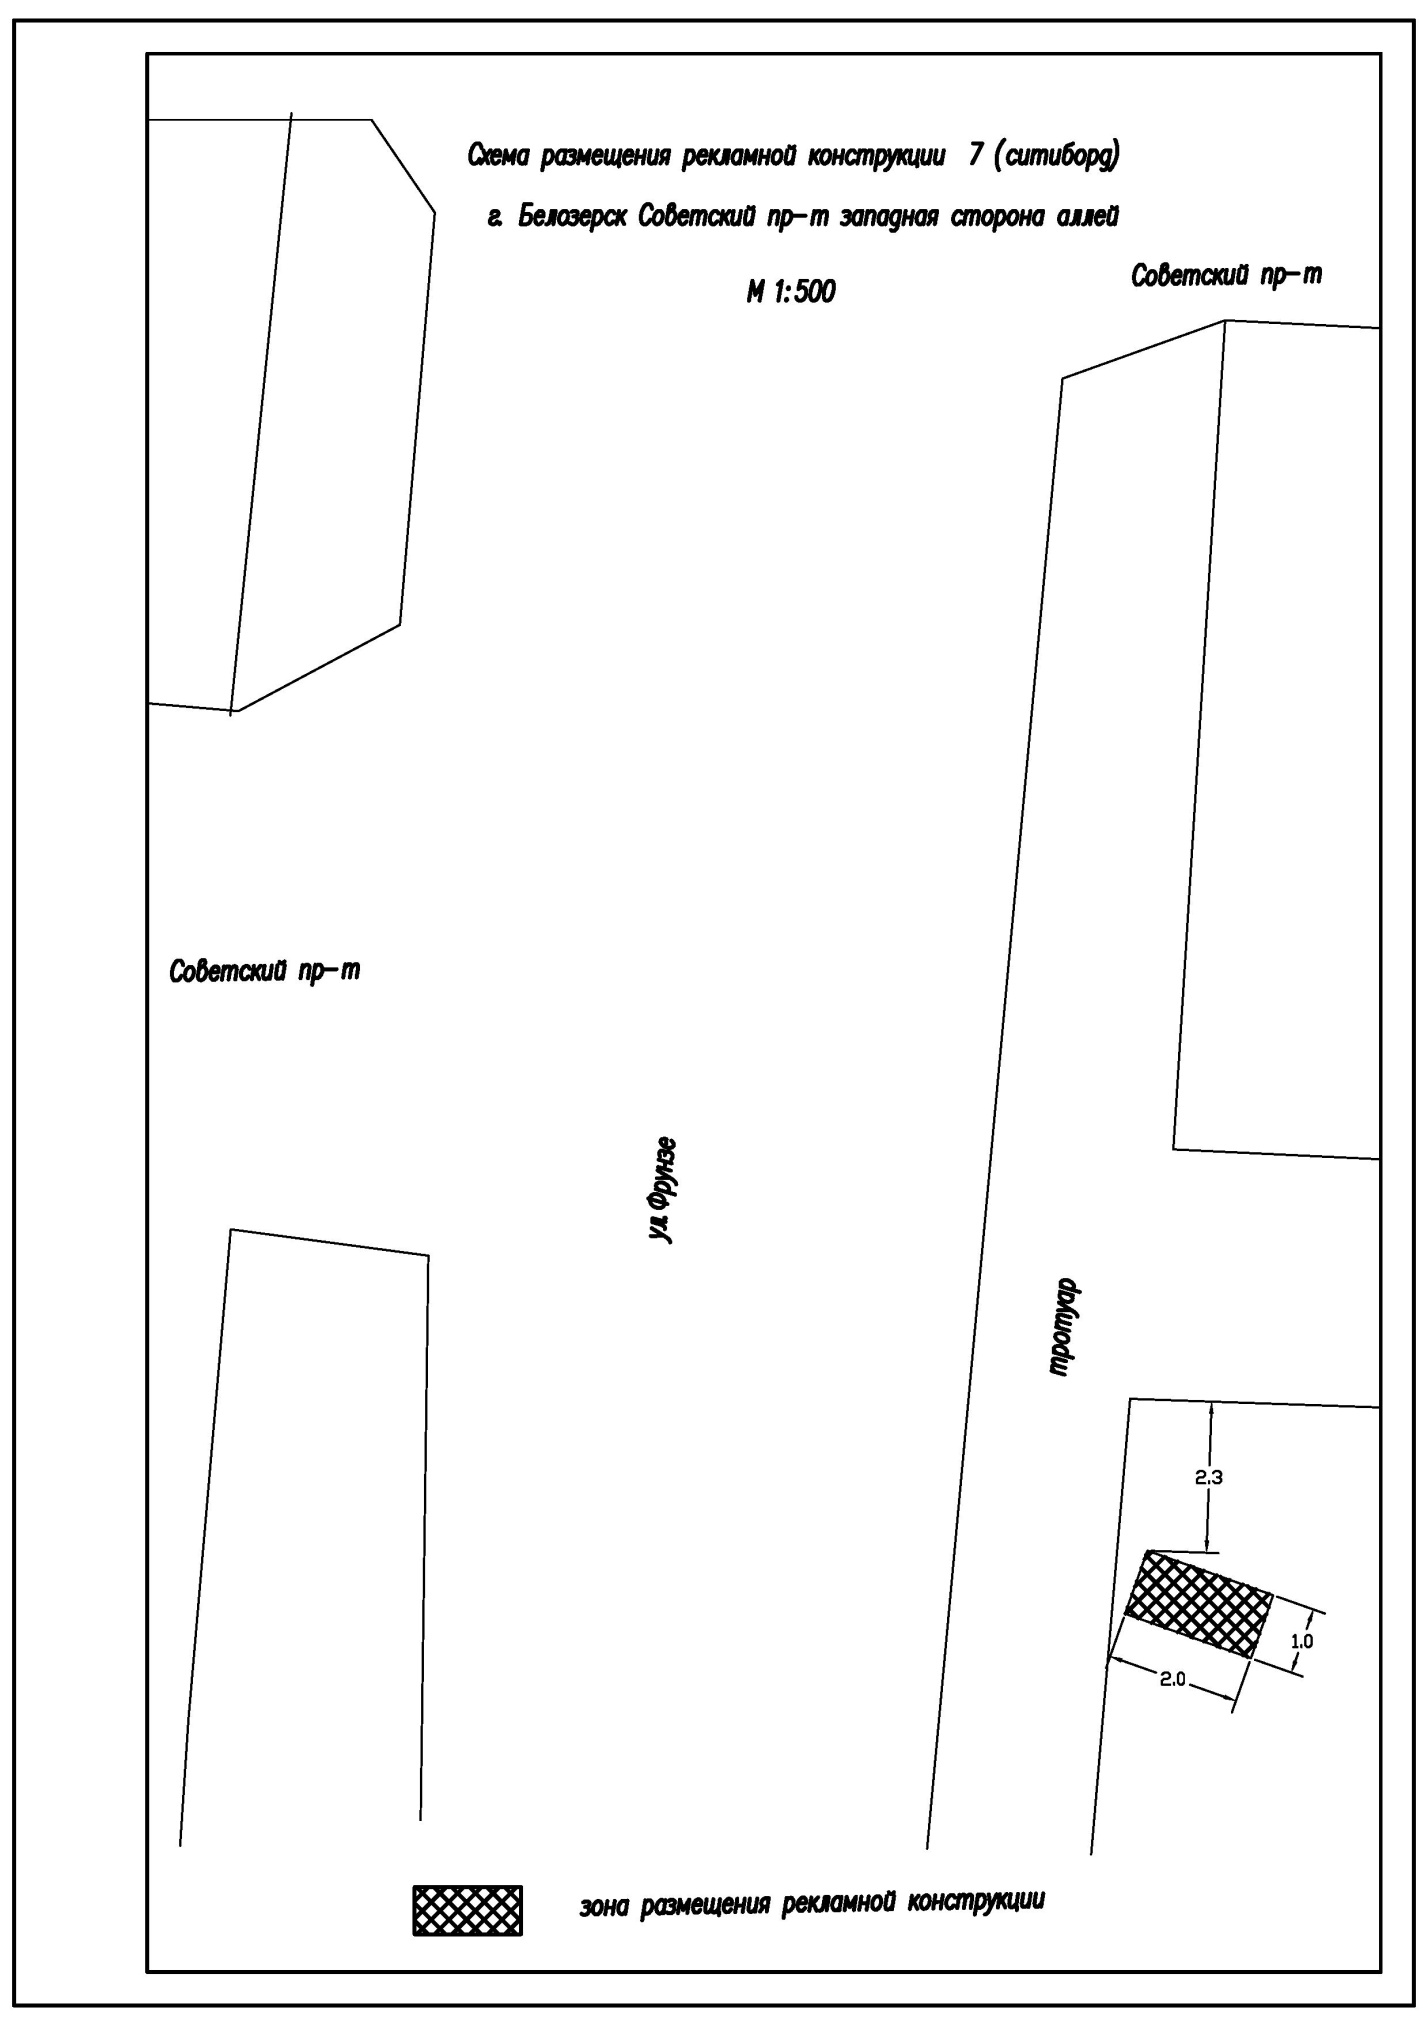 Схема размещения рекламной конструкции 7 (ситиборд)
г. Белозерск Советский пр-т западная сторона аллей
М 1:500
Советский пр-т
Советский пр-т
ул.Фрунзе
тротуар
2.3
1.0
2.0
зона размещения рекламной конструкции